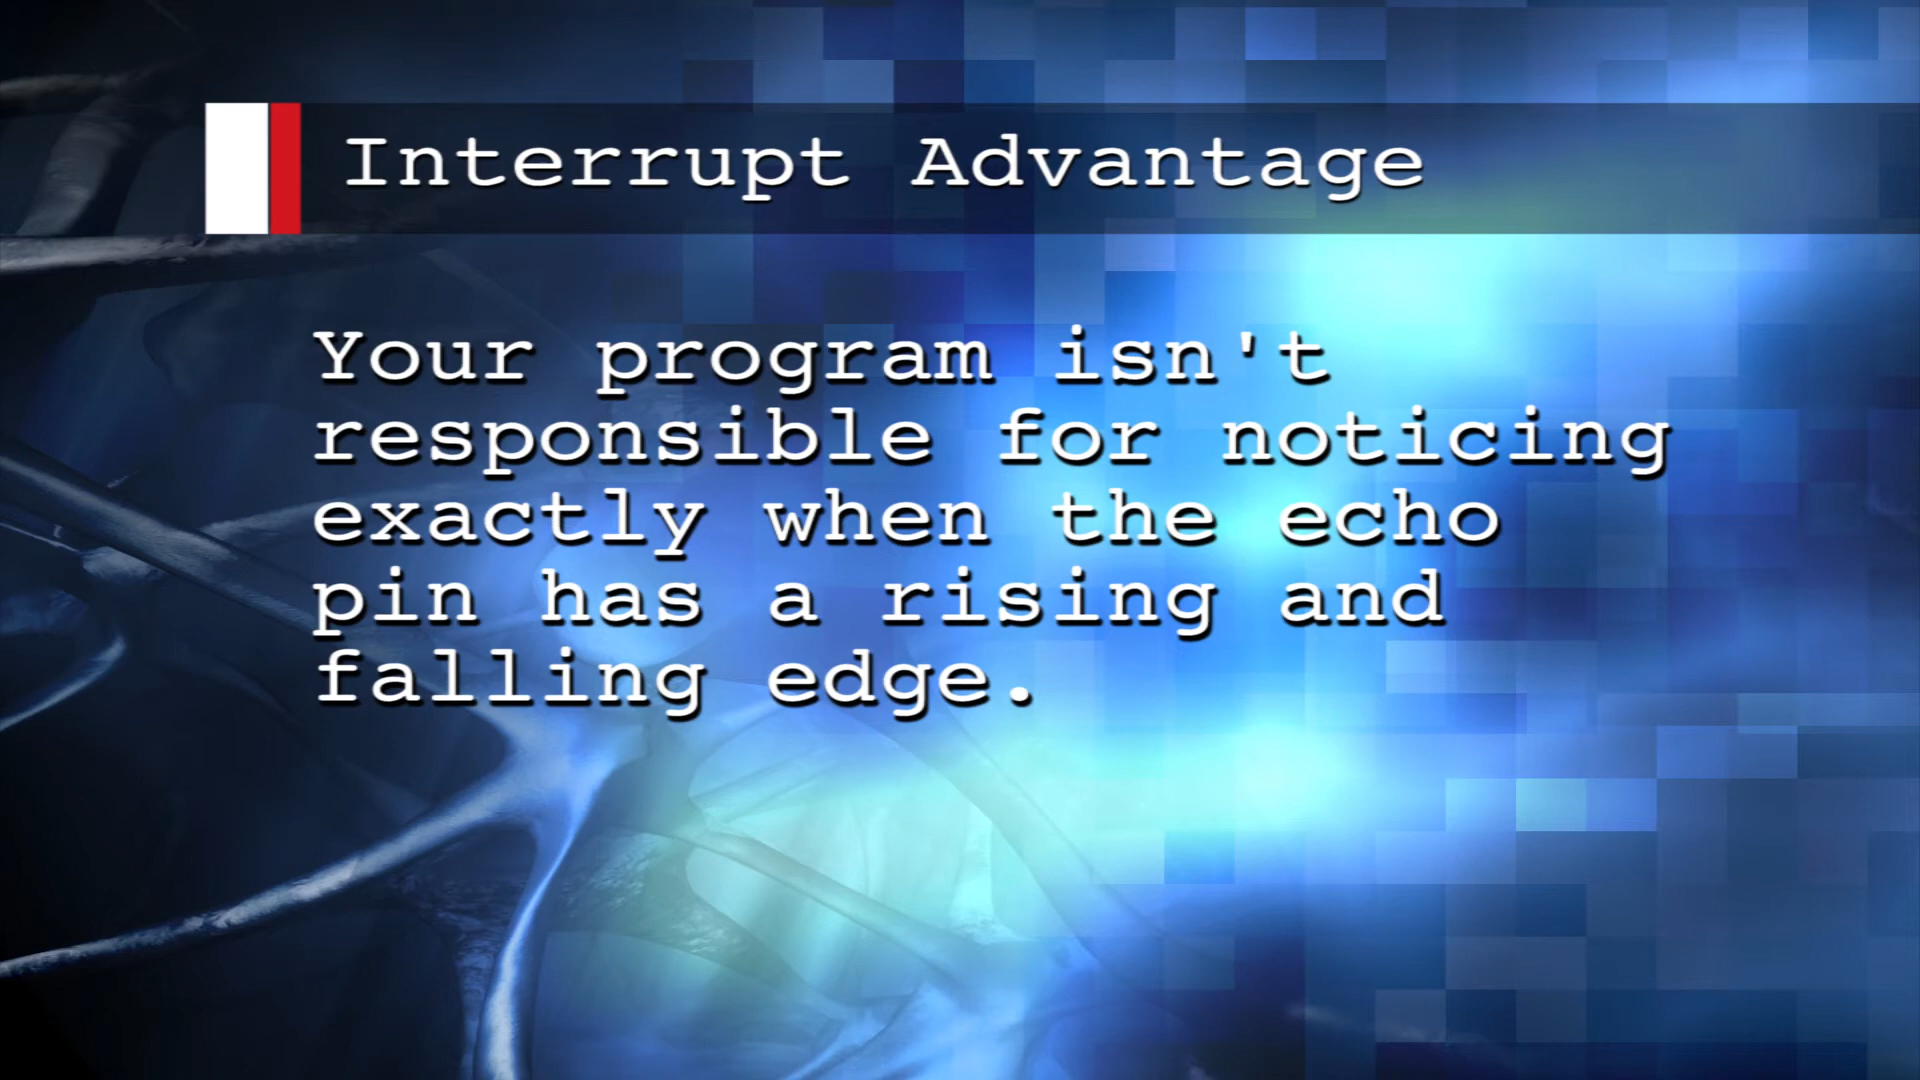 Interrupt Advantage
Your program isn't
responsible for noticing
exactly when the echo
pin has a rising and
falling edge.